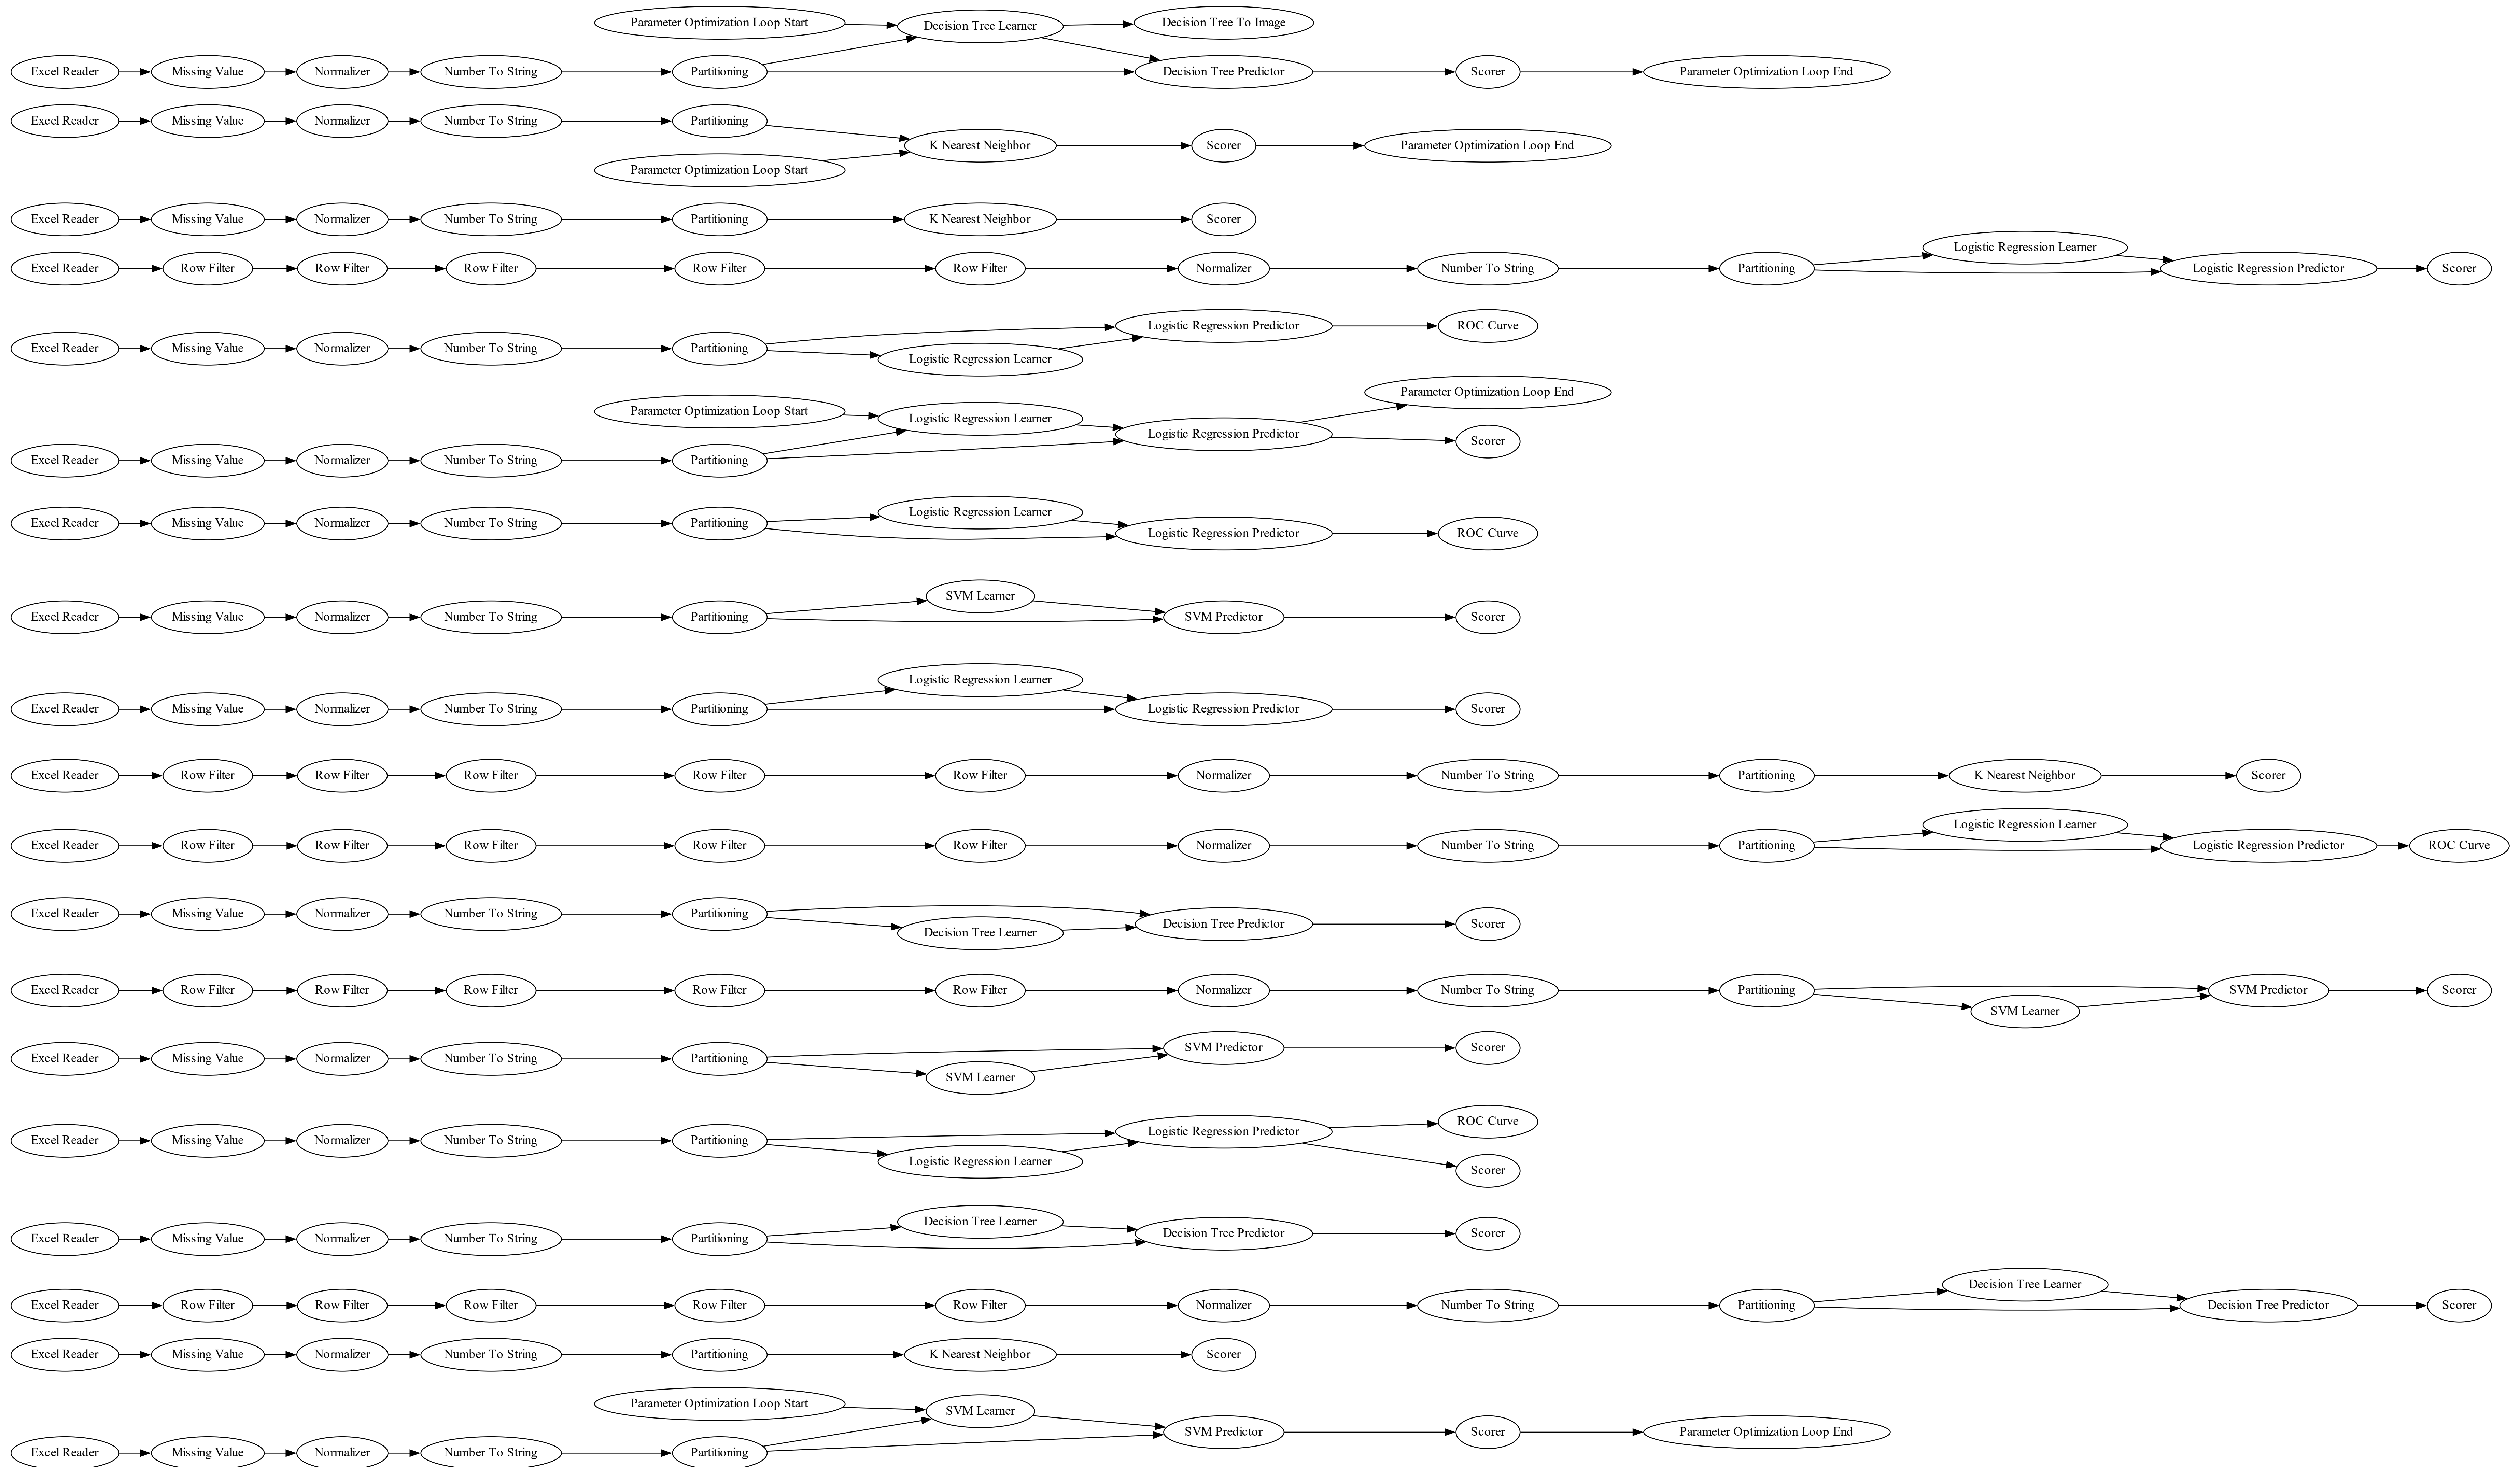 Parameter Optimization Loop Start
Decision Tree Learner
Decision Tree To Image
Excel Reader
Missing Value
Normalizer
Number To String
Partitioning
Decision Tree Predictor
Scorer
Parameter Optimization Loop End
Excel Reader
Missing Value
Normalizer
Number To String
Partitioning
K Nearest Neighbor
Scorer
Parameter Optimization Loop End
Parameter Optimization Loop Start
Excel Reader
Missing Value
Normalizer
Number To String
Partitioning
K Nearest Neighbor
Scorer
Excel Reader
Row Filter
Row Filter
Row Filter
Row Filter
Row Filter
Normalizer
Number To String
Partitioning
Logistic Regression Learner
Logistic Regression Predictor
Scorer
Excel Reader
Missing Value
Normalizer
Number To String
Partitioning
Logistic Regression Predictor
ROC Curve
Logistic Regression Learner
Parameter Optimization Loop End
Parameter Optimization Loop Start
Logistic Regression Learner
Logistic Regression Predictor
Scorer
Excel Reader
Missing Value
Normalizer
Number To String
Partitioning
Excel Reader
Missing Value
Normalizer
Number To String
Partitioning
Logistic Regression Learner
Logistic Regression Predictor
ROC Curve
Excel Reader
Missing Value
Normalizer
Number To String
Partitioning
SVM Learner
SVM Predictor
Scorer
Excel Reader
Missing Value
Normalizer
Number To String
Partitioning
Logistic Regression Learner
Logistic Regression Predictor
Scorer
Excel Reader
Row Filter
Row Filter
Row Filter
Row Filter
Row Filter
Normalizer
Number To String
Partitioning
K Nearest Neighbor
Scorer
Excel Reader
Row Filter
Row Filter
Row Filter
Row Filter
Row Filter
Normalizer
Number To String
Partitioning
Logistic Regression Learner
Logistic Regression Predictor
ROC Curve
Excel Reader
Missing Value
Normalizer
Number To String
Partitioning
Decision Tree Learner
Decision Tree Predictor
Scorer
Excel Reader
Row Filter
Row Filter
Row Filter
Row Filter
Row Filter
Normalizer
Number To String
Partitioning
SVM Learner
SVM Predictor
Scorer
Excel Reader
Missing Value
Normalizer
Number To String
Partitioning
SVM Predictor
SVM Learner
Scorer
Excel Reader
Missing Value
Normalizer
Number To String
Partitioning
Logistic Regression Predictor
Logistic Regression Learner
ROC Curve
Scorer
Excel Reader
Missing Value
Normalizer
Number To String
Partitioning
Decision Tree Learner
Decision Tree Predictor
Scorer
Excel Reader
Row Filter
Row Filter
Row Filter
Row Filter
Row Filter
Normalizer
Number To String
Partitioning
Decision Tree Learner
Decision Tree Predictor
Scorer
Excel Reader
Missing Value
Normalizer
Number To String
Partitioning
K Nearest Neighbor
Scorer
Parameter Optimization Loop Start
SVM Learner
Excel Reader
Missing Value
Normalizer
Number To String
Partitioning
SVM Predictor
Scorer
Parameter Optimization Loop End